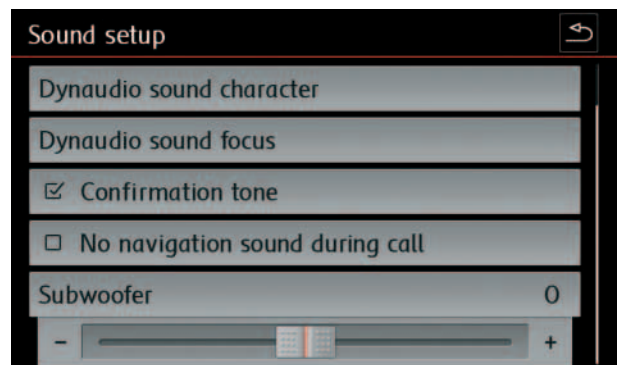 Sound setup
Dynaudio sound character
Dynaudio sound focus
Confirmation tone
No navigation sound during call
Subwoofer 0
- +